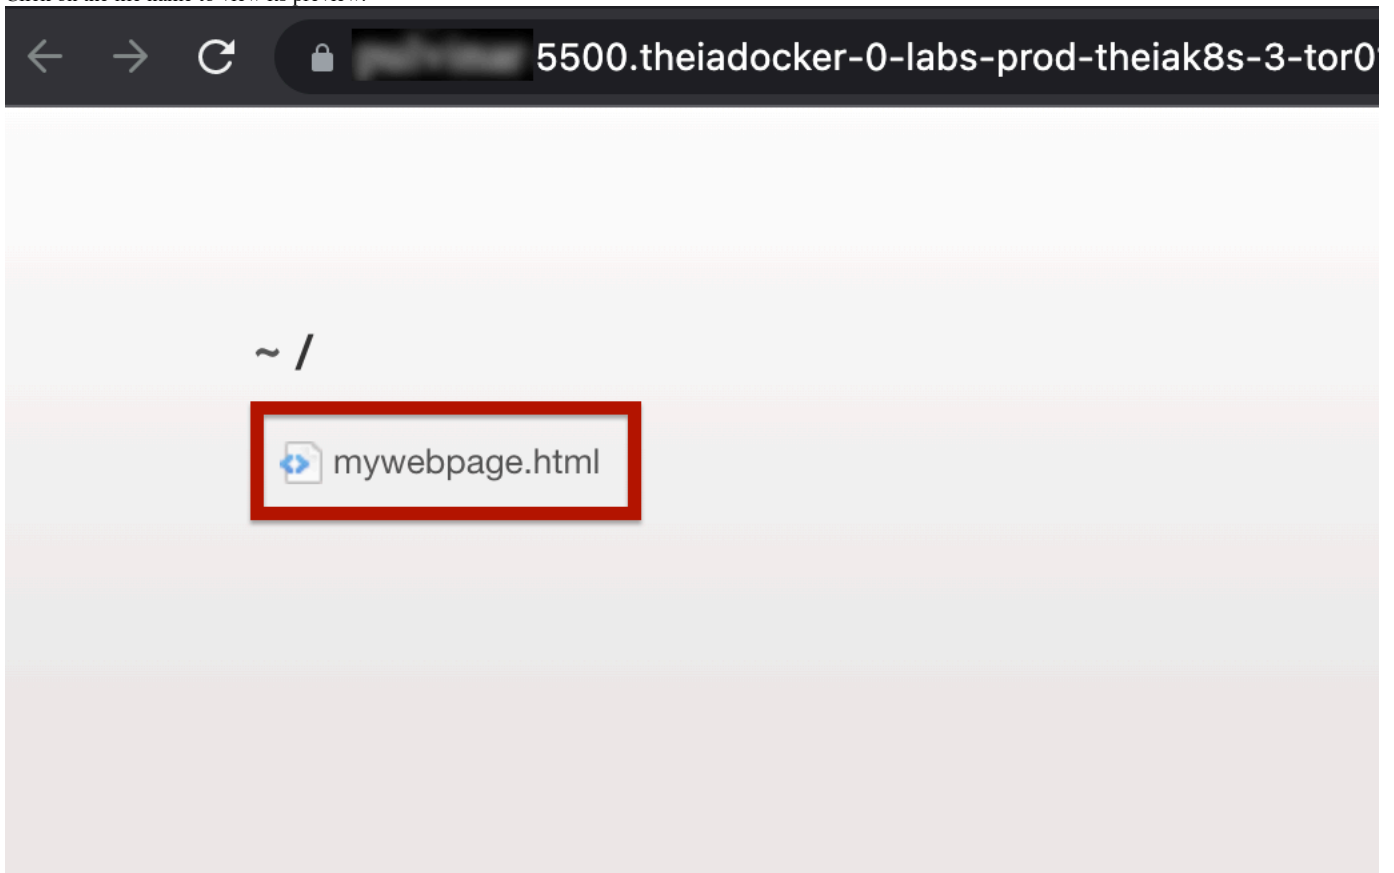 5500.theiadocker-0-labs-prod-theiak8s-3-tor0
~ /
mywebpage.html